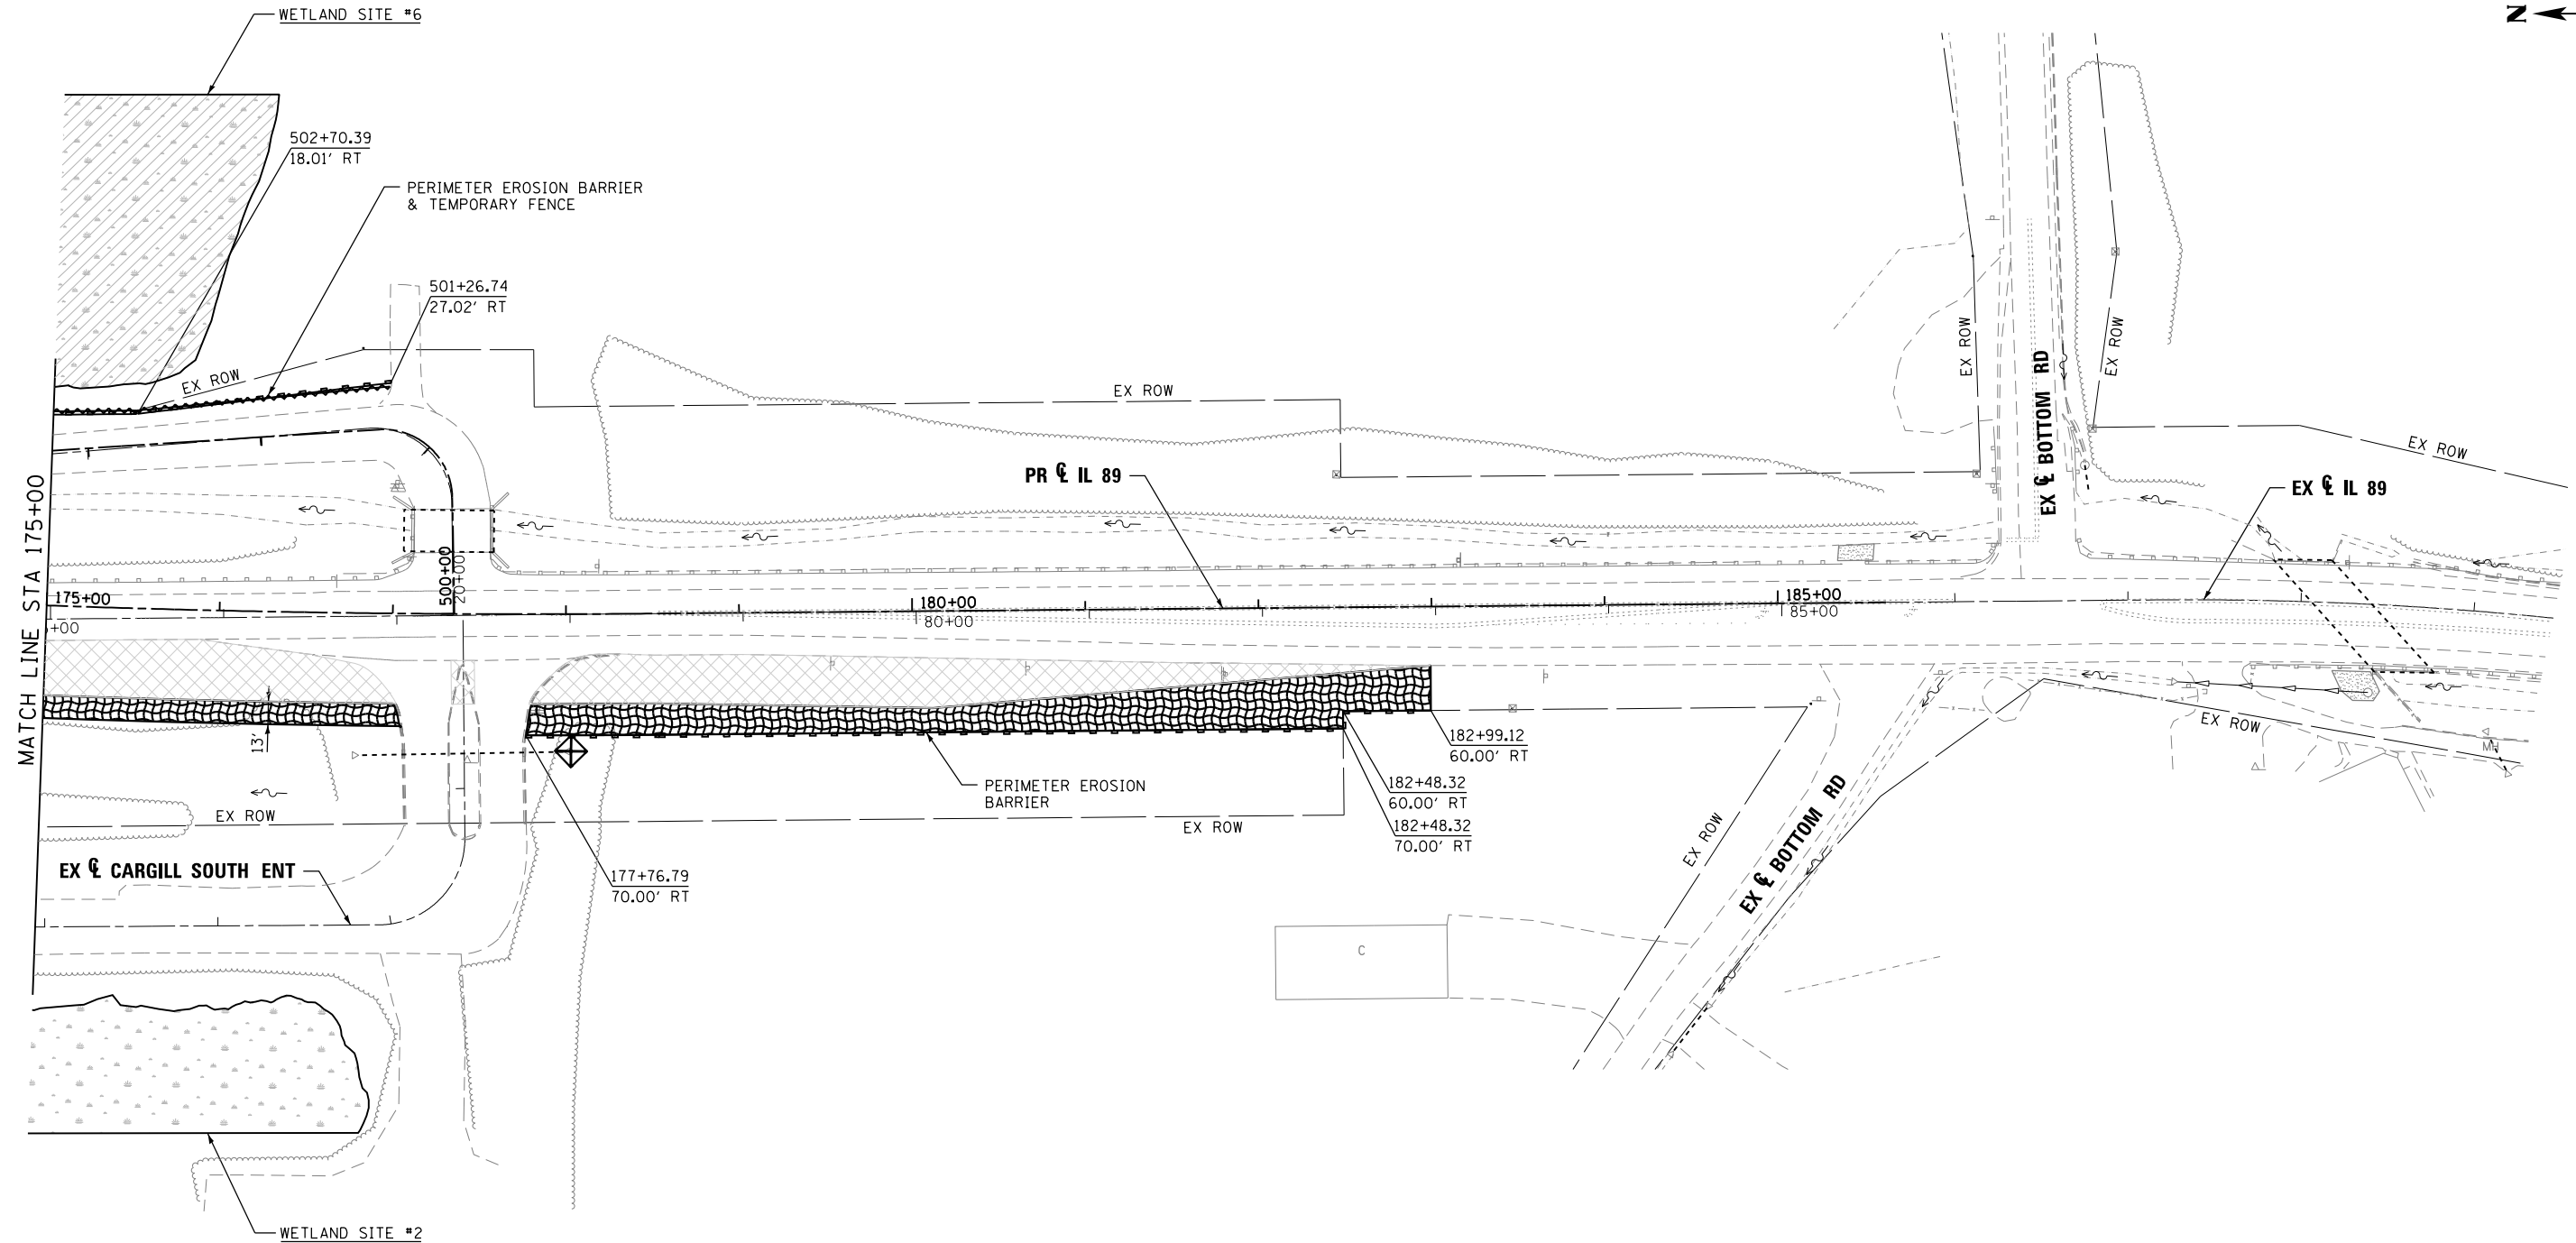 WETLAND SITE #6
N
502+70.39
18.01' RT
PERIMETER EROSION BARRIER
& TEMPORARY FENCE
501+26.74
27.02' RT
EX ROW
EX ROW
EX ROW
EX ROW
EX ROW
EX ℄ BOTTOM RD
PR ℄ IL 89
EX ℄ IL 89
MATCH LINE STA 175+00
175+00
+00
500+00
20+00
180+00
80+00
185+00
85+00
13'
182+99.12
60.00' RT
182+48.32
60.00' RT
182+48.32
70.00' RT
PERIMETER EROSION
BARRIER
EX ROW
EX ROW
EX ROW
EX ROW
MH
EX ℄ BOTTOM RD
EX ℄ CARGILL SOUTH ENT
177+76.79
70.00' RT
C
WETLAND SITE #2